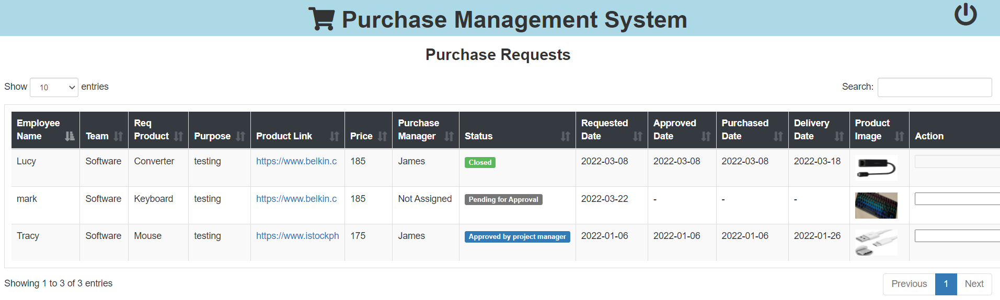 Purchase Management System
Purchase Requests
Show 10 entries Search:
Employee Name Team Req Product Purpose Product Link Price Purchase Manager Status Requested Date Approved Date Purchased Date Delivery Date Product Image Action
Lucy Software Converter testing https://www.belkin.c 185 James Closed 2022-03-08 2022-03-08 2022-03-08 2022-03-18
mark Software Keyboard testing https://www.belkin.c 185 Not Assigned Pending for Approval 2022-03-22 - - -
Tracy Software Mouse testing https://www.istockph 175 James Approved by project manager 2022-01-06 2022-01-06 2022-01-06 2022-01-26
Showing 1 to 3 of 3 entries Previous 1 Next